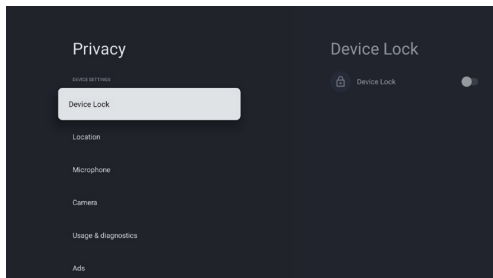 Privacy
DEVICE SETTINGS
Device Lock
Location
Microphone
Camera
Usage & diagnostics
Ads
Device Lock
Device Lock